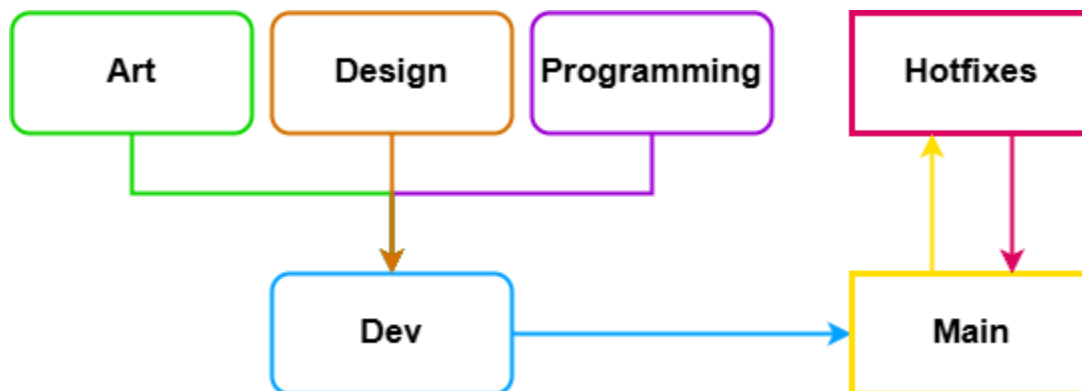 Art
Design
Programming
Hotfixes
Dev
Main